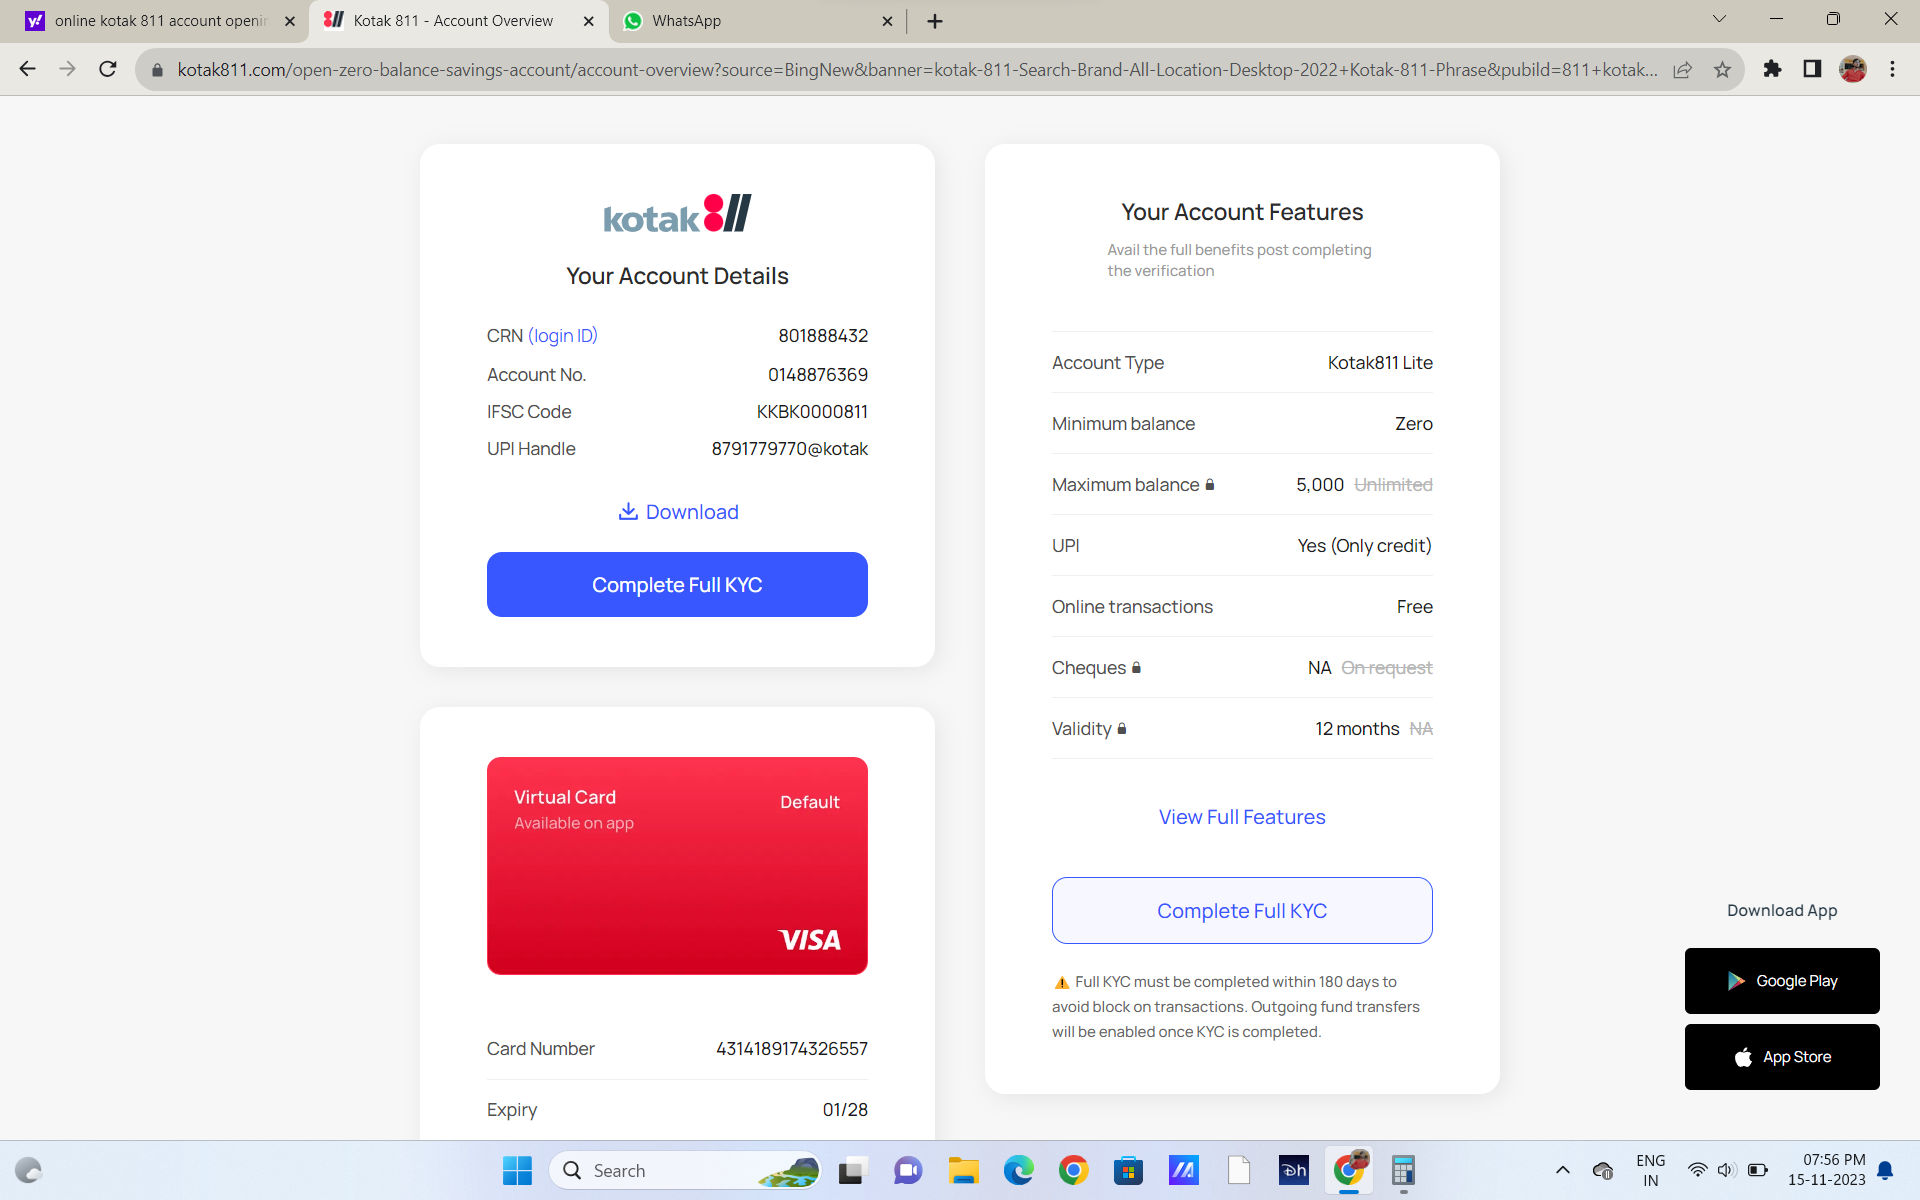 online kotak 811 account openin
Kotak 811 - Account Overview
WhatsApp
kotak811.com/open-zero-balance-savings-account/account-overview?source=BingNew&banner=kotak-811-Search-Brand-All-Location-Desktop-2022+Kotak-811-Phrase&pubild=811+kotak...
kotak811
Your Account Details
CRN (login ID) 801888432
Account No. 0148876369
IFSC Code KKBK0000811
UPI Handle 8791779770@kotak
Download
Complete Full KYC
Virtual Card
Default
Available on app
VISA
Card Number 4314189174326557
Expiry 01/28
Your Account Features
Avail the full benefits post completing
the verification
Account Type Kotak811 Lite
Minimum balance Zero
Maximum balance 5,000 Unlimited
UPI Yes (Only credit)
Online transactions Free
Cheques NA On request
Validity 12 months NA
View Full Features
Complete Full KYC
Full KYC must be completed within 180 days to
avoid block on transactions. Outgoing fund transfers
will be enabled once KYC is completed.
Download App
Google Play
App Store
Search
ENG
IN
07:56 PM
15-11-2023